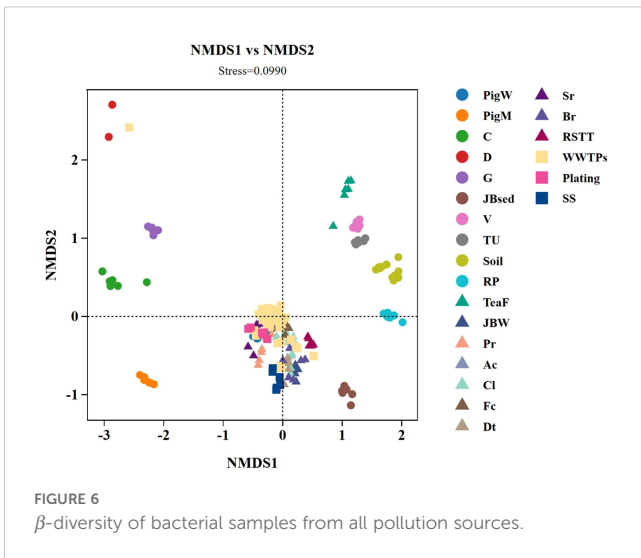 NMDS1 vs NMDS2
Stress=0.0990
NMDS2
2
1
0
-1
-3
-2
-1
0
1
2
NMDS1
PigW
PigM
C
D
G
JBsed
V
TU
Soil
RP
TeaF
JBW
Pr
Ac
Cl
Fc
Dt
Sr
Br
RSTT
WWTPs
Plating
SS
FIGURE 6
β-diversity of bacterial samples from all pollution sources.